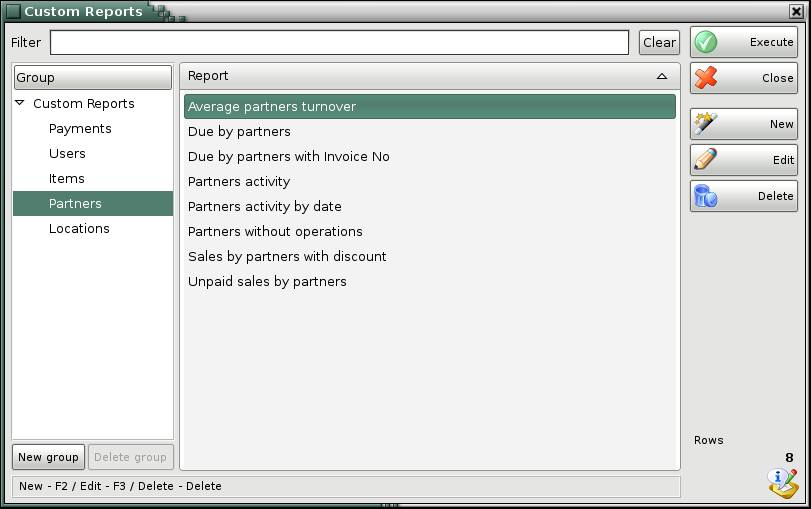 Custom Reports
Filter
Clear
Execute
Close
New
Edit
Delete
Group
Custom Reports
Payments
Users
Items
Partners
Locations
Report
Average partners turnover
Due by partners
Due by partners with Invoice No
Partners activity
Partners activity by date
Partners without operations
Sales by partners with discount
Unpaid sales by partners
Rows
8
New group
Delete group
New - F2 / Edit - F3 / Delete - Delete